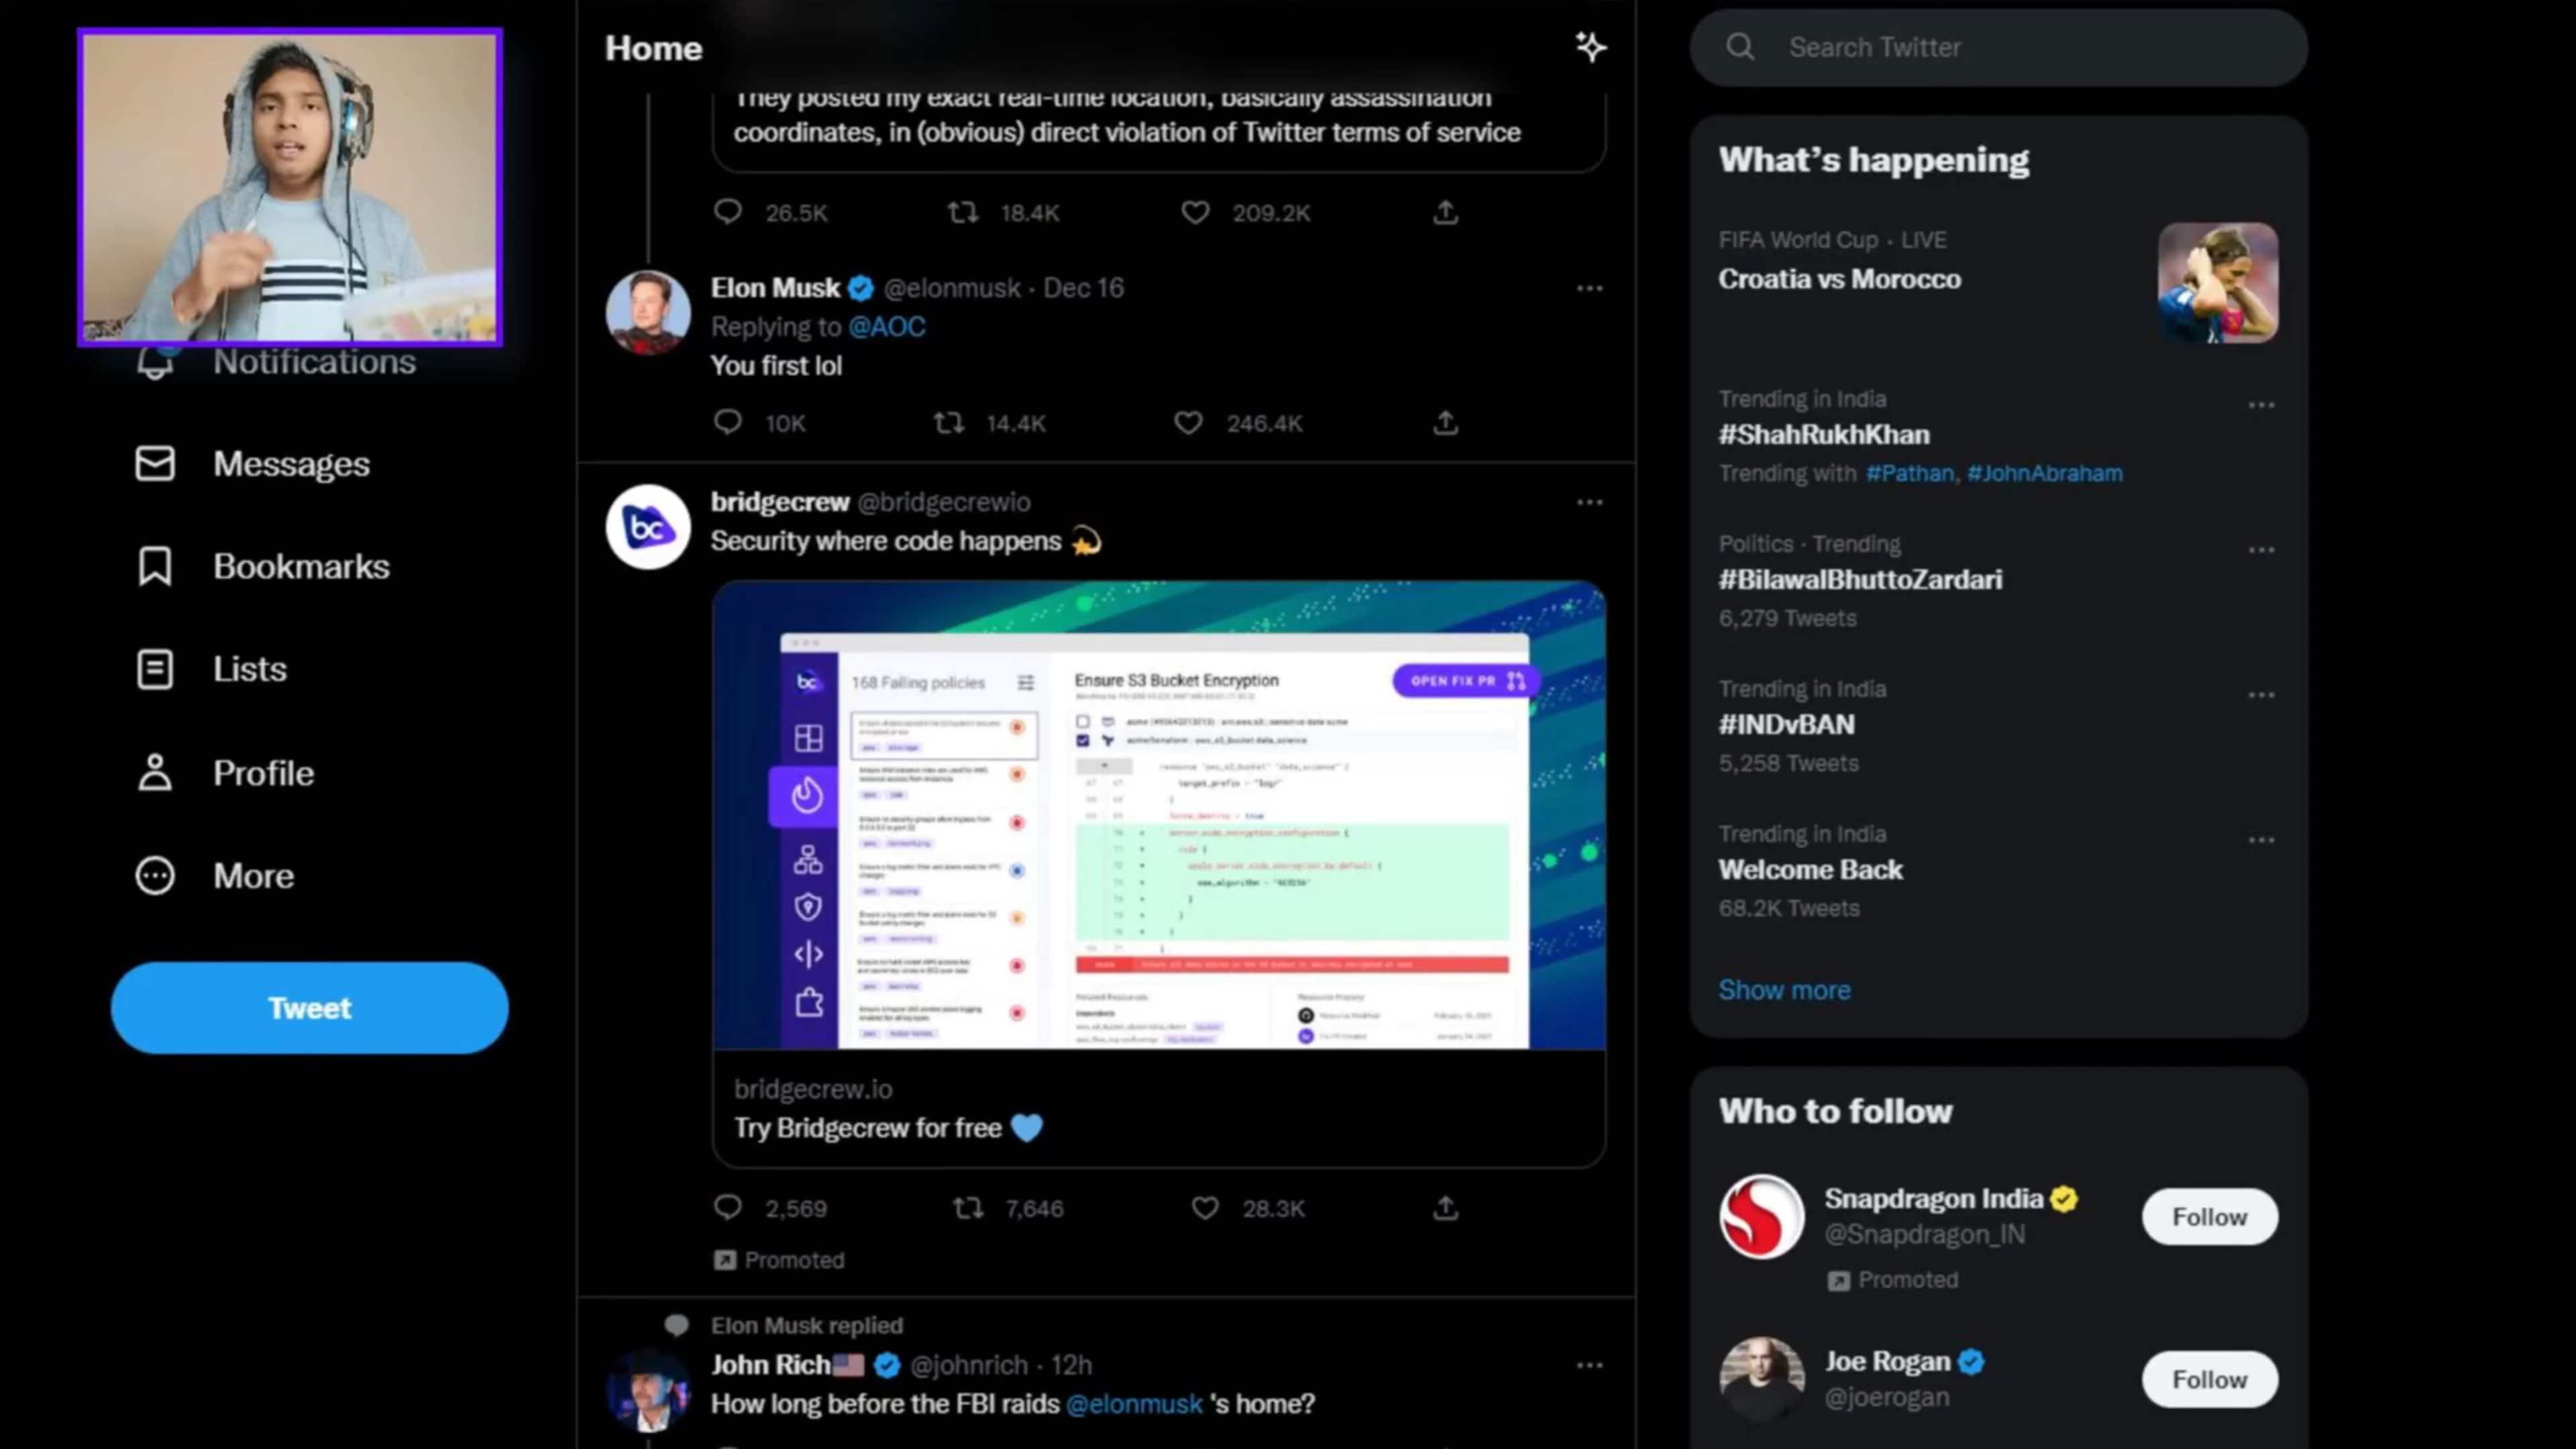 Home
They posted my exact real-time location, basically assassination
coordinates, in (obvious) direct violation of Twitter terms of service
26.5K 18.4K 209.2K
Elon Musk @elonmusk · Dec 16
Replying to @AOC
You first lol
10K 14.4K 246.4K
bridgecrew @bridgecrewio
Security where code happens
bc
bc
168 Failing policies
Ensure S3 Bucket Encryption
OPEN FIX PR
bridgecrew.io
Try Bridgecrew for free
2,569 7,646 28.3K
Promoted
Elon Musk replied
John Rich @johnrich · 12h
How long before the FBI raids @elonmusk 's home?
Notifications
Messages
Bookmarks
Lists
Profile
More
Tweet
Search Twitter
What's happening
FIFA World Cup · LIVE
Croatia vs Morocco
Trending in India
#ShahRukhKhan
Trending with #Pathan, #JohnAbraham
Politics · Trending
#BilawalBhuttoZardari
6,279 Tweets
Trending in India
#INDvBAN
5,258 Tweets
Trending in India
Welcome Back
68.2K Tweets
Show more
Who to follow
Snapdragon India
@Snapdragon_IN
Follow
Promoted
Joe Rogan
@joerogan
Follow